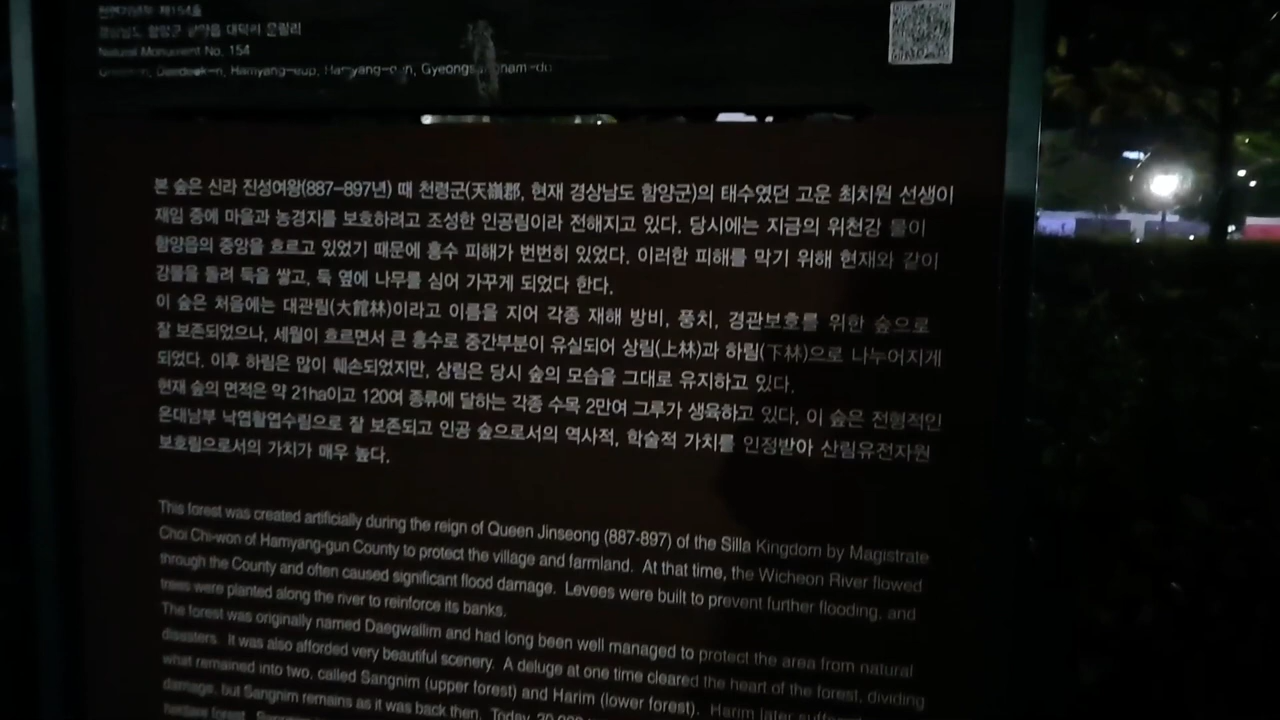 천연기념물 제154호
경상남도 함양군 함양읍 대덕리 운림리
Natural Monument No. 154
Daedeok-ri, Hamyang-eup, Hamyang-gun, Gyeongsangnam-do
본 숲은 신라 진성여왕(887-897년) 때 천령군(天嶺郡, 현재 경상남도 함양군)의 태수였던 고운 최치원 선생이
재임 중에 마을과 농경지를 보호하려고 조성한 인공림이라 전해지고 있다. 당시에는 지금의 위천강 물이
함양읍의 중앙을 흐르고 있었기 때문에 홍수 피해가 번번히 있었다. 이러한 피해를 막기 위해 현재와 같이
강물을 돌려 둑을 쌓고, 둑 옆에 나무를 심어 가꾸게 되었다 한다.
이 숲은 처음에는 대관림(大館林)이라고 이름을 지어 각종 재해 방비, 풍치, 경관보호를 위한 숲으로
잘 보존되었으나, 세월이 흐르면서 큰 홍수로 중간부분이 유실되어 상림(上林)과 하림(下林)으로 나누어지게
되었다. 이후 하림은 많이 훼손되었지만, 상림은 당시 숲의 모습을 그대로 유지하고 있다.
현재 숲의 면적은 약 21ha이고 120여 종류에 달하는 각종 수목 2만여 그루가 생육하고 있다. 이 숲은 전형적인
온대남부 낙엽활엽수림으로 잘 보존되고 인공 숲으로서의 역사적, 학술적 가치를 인정받아 산림유전자원
보호림으로서의 가치가 매우 높다.
This forest was created artificially during the reign of Queen Jinseong (887-897) of the Silla Kingdom by Magistrate
Choi Chi-won of Hamyang-gun County to protect the village and farmland. At that time, the Wicheon River flowed
through the County and often caused significant flood damage. Levees were built to prevent further flooding, and
trees were planted along the river to reinforce its banks.
The forest was originally named Daegwallim and had long been well managed to protect the area from natural
disasters. It was also afforded very beautiful scenery. A deluge at one time cleared the heart of the forest, dividing
what remained into two, called Sangnim (upper forest) and Harim (lower forest). Harim later
damage, but Sangnim remains as it was back then. Today,
forest.